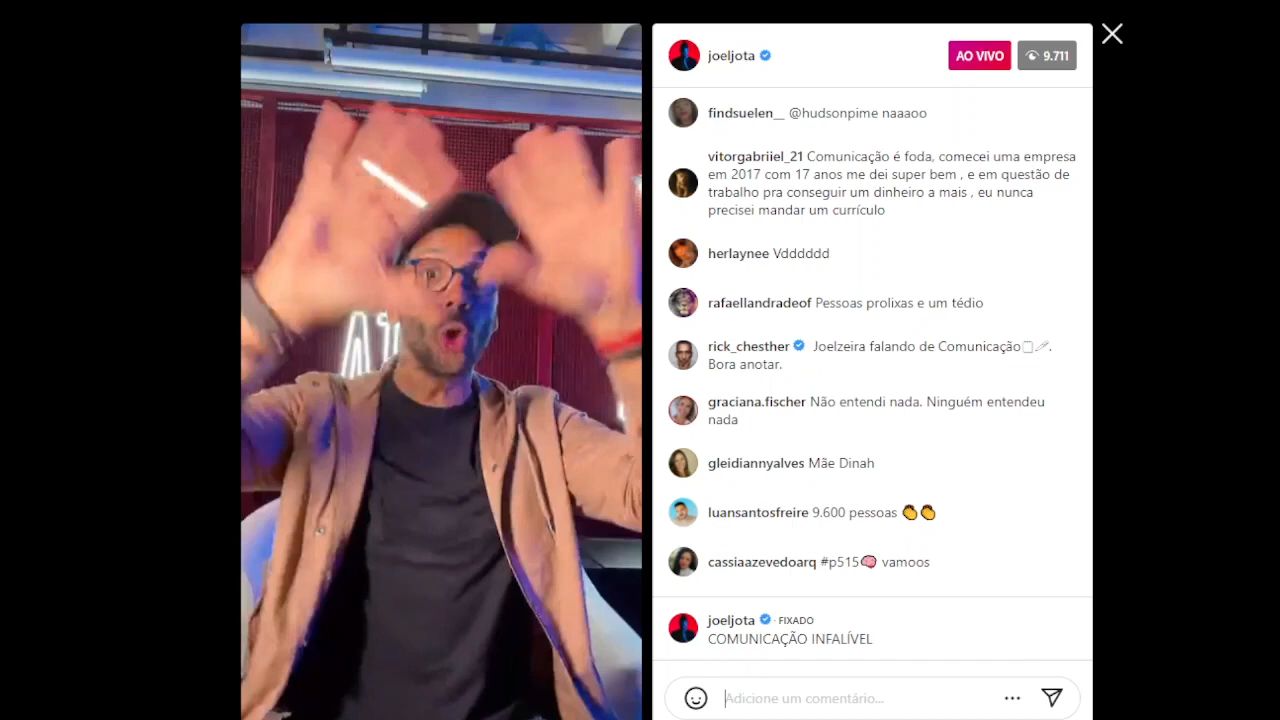 joeljota
AO VIVO
9.711
findsuelen__ @hudsonpime naaaoo
vitorgabriiel_21 Comunicação é foda, comecei uma empresa
em 2017 com 17 anos me dei super bem , e em questão de
trabalho pra conseguir um dinheiro a mais , eu nunca
precisei mandar um currículo
herlaynee Vdddddd
rafaellandradeof Pessoas prolixas e um tédio
rick_chesther Joelzeira falando de Comunicação📋🖊.
Bora anotar.
graciana.fischer Não entendi nada. Ninguém entendeu
nada
gleidiannyalves Mãe Dinah
luansantosfreire 9.600 pessoas 👏👏
cassiaazevedoarq #p515🧠 vamoos
joeljota · FIXADO
COMUNICAÇÃO INFALÍVEL
Adicione um comentário...